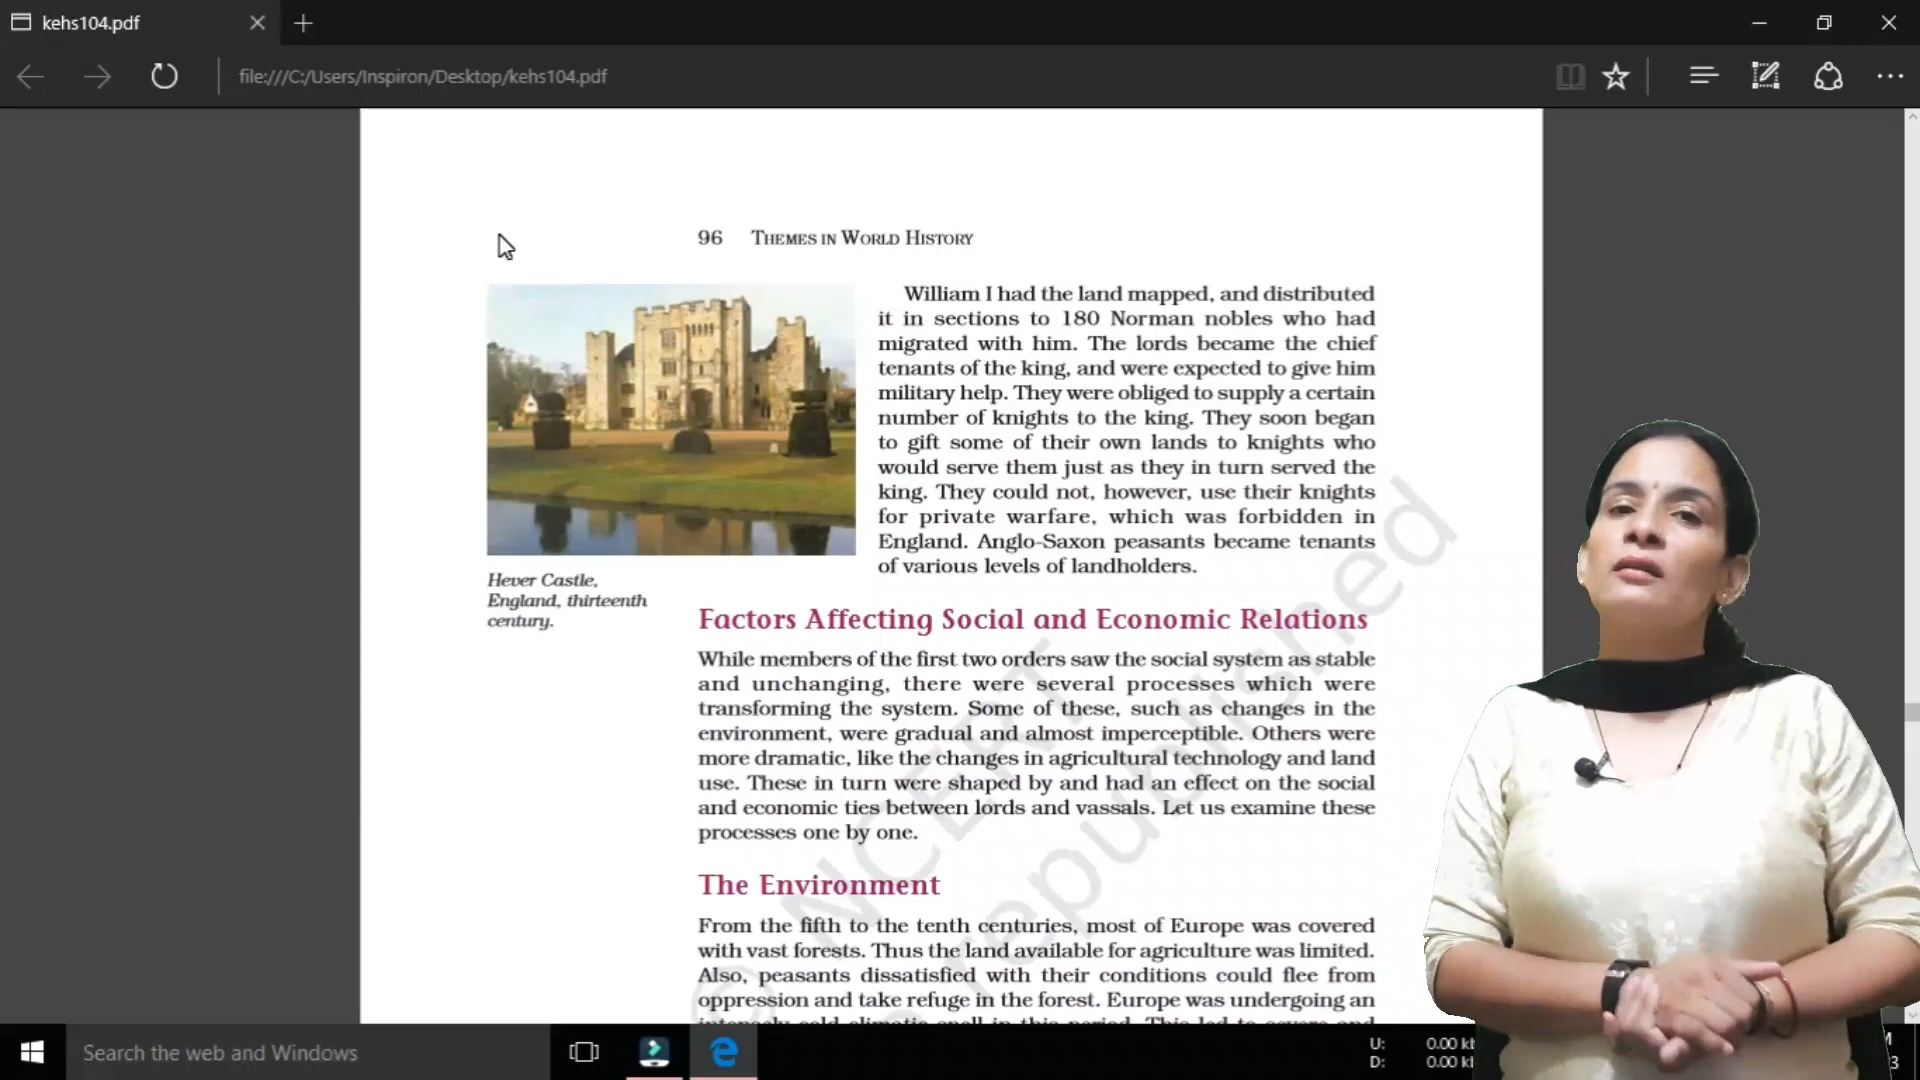 kehs104.pdf
file:///C:/Users/Inspiron/Desktop/kehs104.pdf
96 THEMES IN WORLD HISTORY
William I had the land mapped, and distributed
it in sections to 180 Norman nobles who had
migrated with him. The lords became the chief
tenants of the king, and were expected to give him
military help. They were obliged to supply a certain
number of knights to the king. They soon began
to gift some of their own lands to knights who
would serve them just as they in turn served the
king. They could not, however, use their knights
for private warfare, which was forbidden in
England. Anglo-Saxon peasants became tenants
of various levels of landholders.
Hever Castle,
England, thirteenth
century.
Factors Affecting Social and Economic Relations
While members of the first two orders saw the social system as stable
and unchanging, there were several processes which were
transforming the system. Some of these, such as changes in the
environment, were gradual and almost imperceptible. Others were
more dramatic, like the changes in agricultural technology and land
use. These in turn were shaped by and had an effect on the social
and economic ties between lords and vassals. Let us examine these
processes one by one.
The Environment
From the fifth to the tenth centuries, most of Europe was covered
with vast forests. Thus the land available for agriculture was limited.
Also, peasants dissatisfied with their conditions could flee from
oppression and take refuge in the forest. Europe was undergoing an
© NCERT
republished
Search the web and Windows
U: 0.00 k
D: 0.00 k